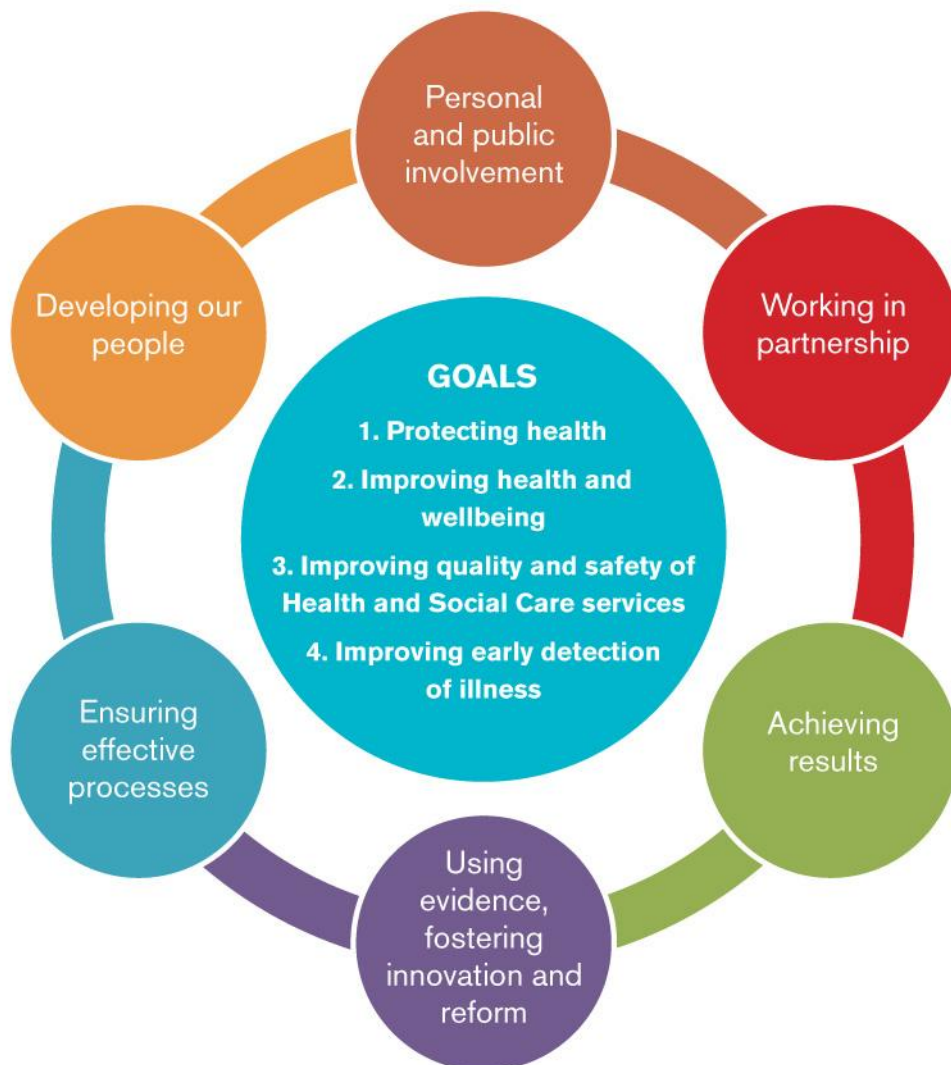 Personal
and public
involvement
Developing our
people
Working in
partnership
GOALS
1. Protecting health
2. Improving health and
wellbeing
3. Improving quality and safety of
Health and Social Care services
4. Improving early detection
of illness
Ensuring
effective
processes
Achieving
results
Using
evidence,
fostering
innovation and
reform